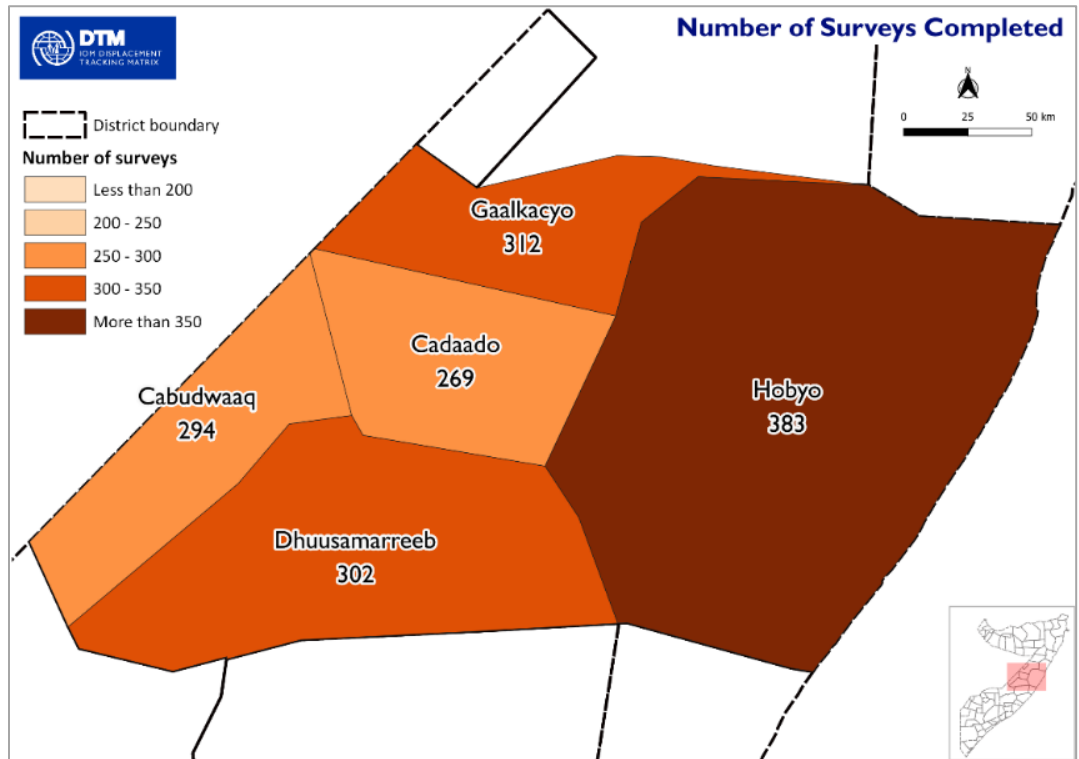 DTM
IOM DISPLACEMENT
TRACKING MATRIX
Number of Surveys Completed
N
0 25 50 km
District boundary
Number of surveys
Less than 200
200 - 250
250 - 300
300 - 350
More than 350
Gaalkacyo
312
Cadaado
269
Cabudwaaq
294
Hobyo
383
Dhuusamarreeb
302